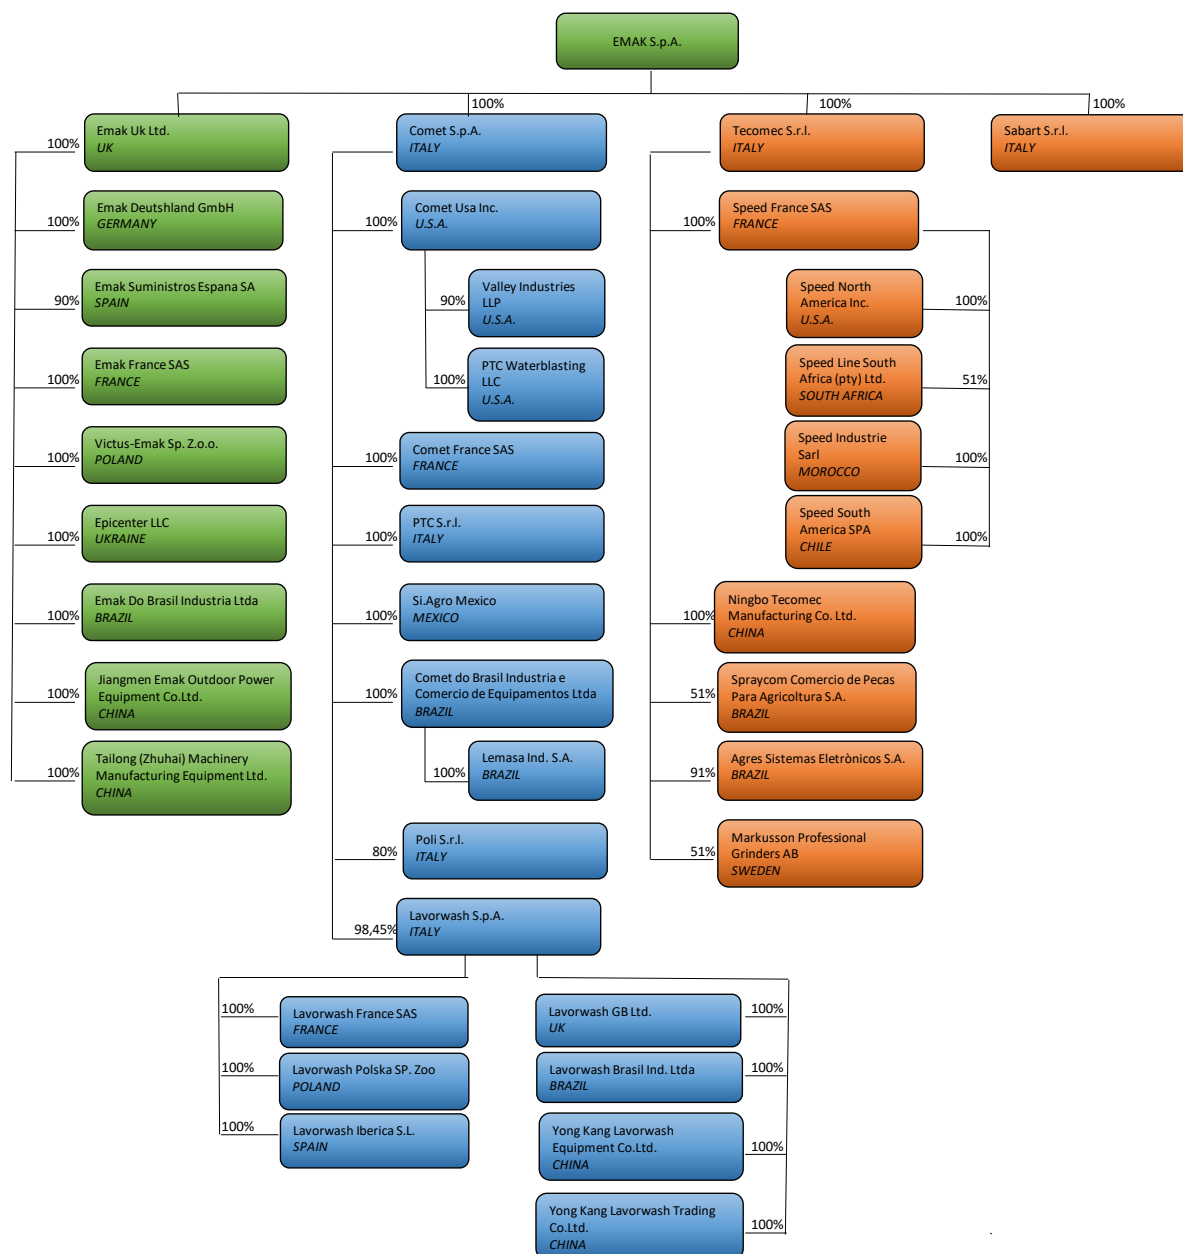 EMAK S.p.A.
100%
100%
100%
100%
Emak Uk Ltd.
UK
100%
Emak Deutshland GmbH
GERMANY
90%
Emak Suministros Espana SA
SPAIN
100%
Emak France SAS
FRANCE
100%
Victus-Emak Sp. Z.o.o.
POLAND
100%
Epicenter LLC
UKRAINE
100%
Emak Do Brasil Industria Ltda
BRAZIL
100%
Jiangmen Emak Outdoor Power
Equipment Co.Ltd.
CHINA
100%
Tailong (Zhuhai) Machinery
Manufacturing Equipment Ltd.
CHINA
Comet S.p.A.
ITALY
100%
Comet Usa Inc.
U.S.A.
90%
Valley Industries
LLP
U.S.A.
100%
PTC Waterblasting
LLC
U.S.A.
100%
Comet France SAS
FRANCE
100%
PTC S.r.l.
ITALY
100%
Si.Agro Mexico
MEXICO
100%
Comet do Brasil Industria e
Comercio de Equipamentos Ltda
BRAZIL
100%
Lemasa Ind. S.A.
BRAZIL
80%
Poli S.r.l.
ITALY
98,45%
Lavorwash S.p.A.
ITALY
100%
Lavorwash France SAS
FRANCE
100%
Lavorwash Polska SP. Zoo
POLAND
100%
Lavorwash Iberica S.L.
SPAIN
Lavorwash GB Ltd.
UK
100%
Lavorwash Brasil Ind. Ltda
BRAZIL
100%
Yong Kang Lavorwash
Equipment Co.Ltd.
CHINA
100%
Yong Kang Lavorwash Trading
Co.Ltd.
CHINA
100%
Tecomec S.r.l.
ITALY
100%
Speed France SAS
FRANCE
Speed North
America Inc.
U.S.A.
100%
Speed Line South
Africa (pty) Ltd.
SOUTH AFRICA
51%
Speed Industrie
Sarl
MOROCCO
100%
Speed South
America SPA
CHILE
100%
100%
Ningbo Tecomec
Manufacturing Co. Ltd.
CHINA
51%
Spraycom Comercio de Pecas
Para Agricoltura S.A.
BRAZIL
91%
Agres Sistemas Eletrònicos S.A.
BRAZIL
51%
Markusson Professional
Grinders AB
SWEDEN
Sabart S.r.l.
ITALY